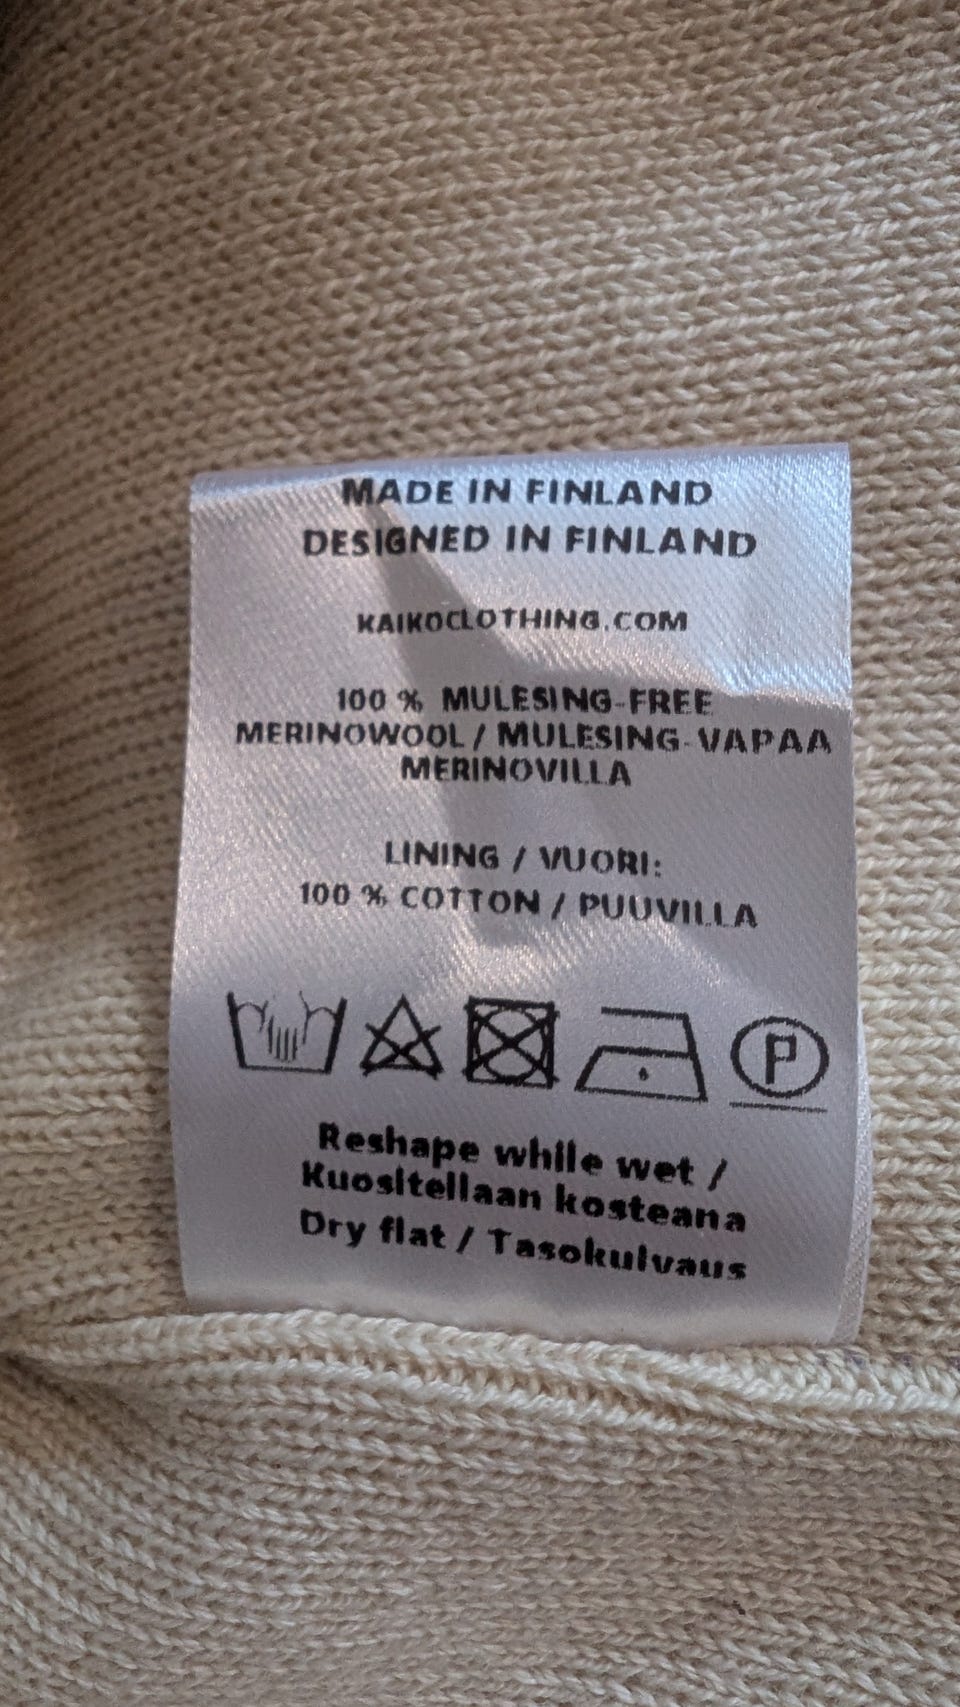 MADE IN FINLAND
DESIGNED IN FINLAND
KAIKOCLOTHING.COM
100 % MULESING-FREE
MERINOWOOL / MULESING-VAPAA
MERINOVILLA
LINING / VUORI:
100 % COTTON / PUUVILLA
P
Reshape while wet /
Kuositellaan kosteana
Dry flat / Tasokuivaus